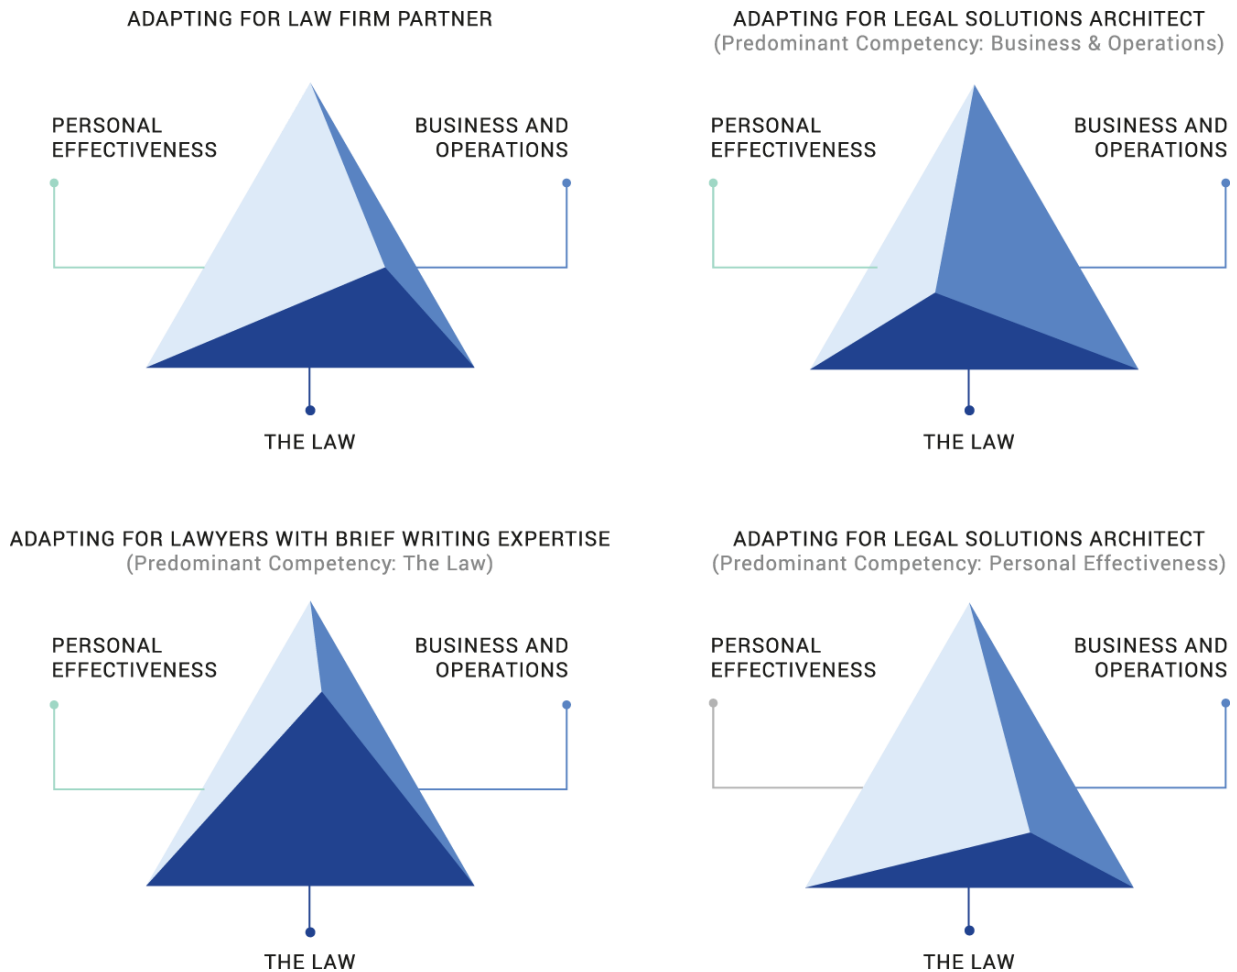 ADAPTING FOR LAW FIRM PARTNER
PERSONAL
EFFECTIVENESS
BUSINESS AND
OPERATIONS
THE LAW
ADAPTING FOR LEGAL SOLUTIONS ARCHITECT
(Predominant Competency: Business & Operations)
PERSONAL
EFFECTIVENESS
BUSINESS AND
OPERATIONS
THE LAW
ADAPTING FOR LAWYERS WITH BRIEF WRITING EXPERTISE
(Predominant Competency: The Law)
PERSONAL
EFFECTIVENESS
BUSINESS AND
OPERATIONS
THE LAW
ADAPTING FOR LEGAL SOLUTIONS ARCHITECT
(Predominant Competency: Personal Effectiveness)
PERSONAL
EFFECTIVENESS
BUSINESS AND
OPERATIONS
THE LAW